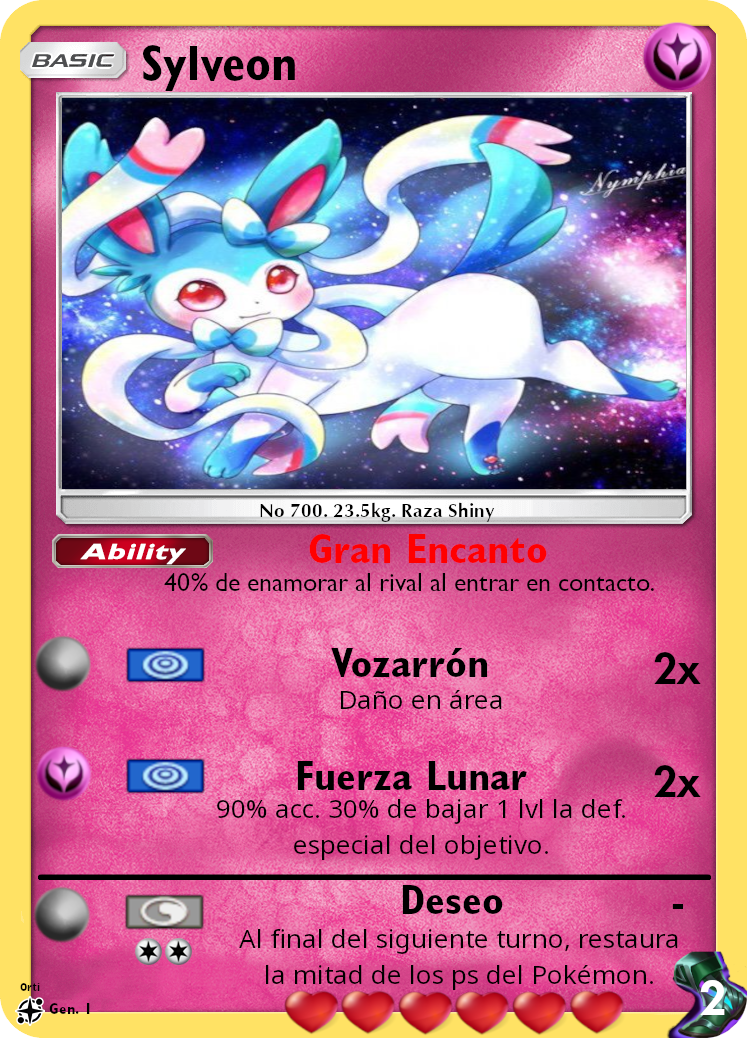 BASIC Sylveon
Nymphia
No 700. 23.5kg. Raza Shiny
Ability Gran Encanto
40% de enamorar al rival al entrar en contacto.
Vozarrón 2x
Daño en área
Fuerza Lunar 2x
90% acc. 30% de bajar 1 lvl la def.
especial del objetivo.
Deseo -
Al final del siguiente turno, restaura
la mitad de los ps del Pokémon.
Orti
Gen. 1
2